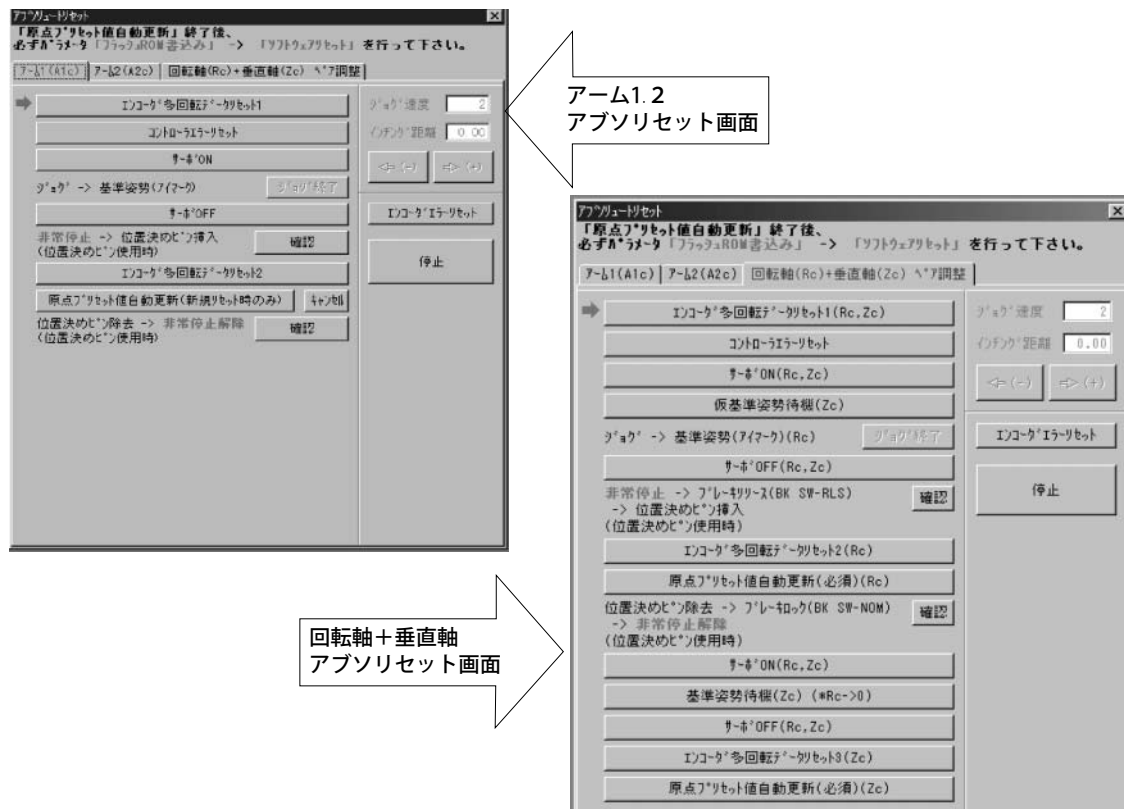 アブソリュートリセット
「原点プリセット値自動更新」終了後、
必ずパラメータ「フラッシュROM書込み」 -> 「ソフトウェアリセット」 を行って下さい。
アーム1(A1c) アーム2(A2c) 回転軸(Rc)+垂直軸(Zc) ペア調整
エンコーダ多回転データリセット1
コントローラエラーリセット
サーボON
ジョグ -> 基準姿勢(アイマーク) ジョグ終了
サーボOFF
非常停止 -> 位置決めピン挿入
(位置決めピン使用時) 確認
エンコーダ多回転データリセット2
原点プリセット値自動更新(新規リセット時のみ) キャンセル
位置決めピン除去 -> 非常停止解除
(位置決めピン使用時) 確認
ジョグ速度 2
インチング距離 0.00
<=(-) =>(+)
エンコーダエラーリセット
停止
アーム1.2
アブソリセット画面
アブソリュートリセット
「原点プリセット値自動更新」終了後、
必ずパラメータ「フラッシュROM書込み」 -> 「ソフトウェアリセット」 を行って下さい。
アーム1(A1c) アーム2(A2c) 回転軸(Rc)+垂直軸(Zc) ペア調整
エンコーダ多回転データリセット1(Rc,Zc)
コントローラエラーリセット
サーボON(Rc,Zc)
仮基準姿勢待機(Zc)
ジョグ -> 基準姿勢(アイマーク)(Rc) ジョグ終了
サーボOFF(Rc,Zc)
非常停止 -> ブレーキリリース(BK SW-RLS)
-> 位置決めピン挿入
(位置決めピン使用時) 確認
エンコーダ多回転データリセット2(Rc)
原点プリセット値自動更新(必須)(Rc)
位置決めピン除去 -> ブレーキロック(BK SW-NOM)
-> 非常停止解除
(位置決めピン使用時) 確認
サーボON(Rc,Zc)
基準姿勢待機(Zc) (*Rc->0)
サーボOFF(Rc,Zc)
エンコーダ多回転データリセット3(Zc)
原点プリセット値自動更新(必須)(Zc)
ジョグ速度 2
インチング距離 0.00
<=(-) =>(+)
エンコーダエラーリセット
停止
回転軸+垂直軸
アブソリセット画面